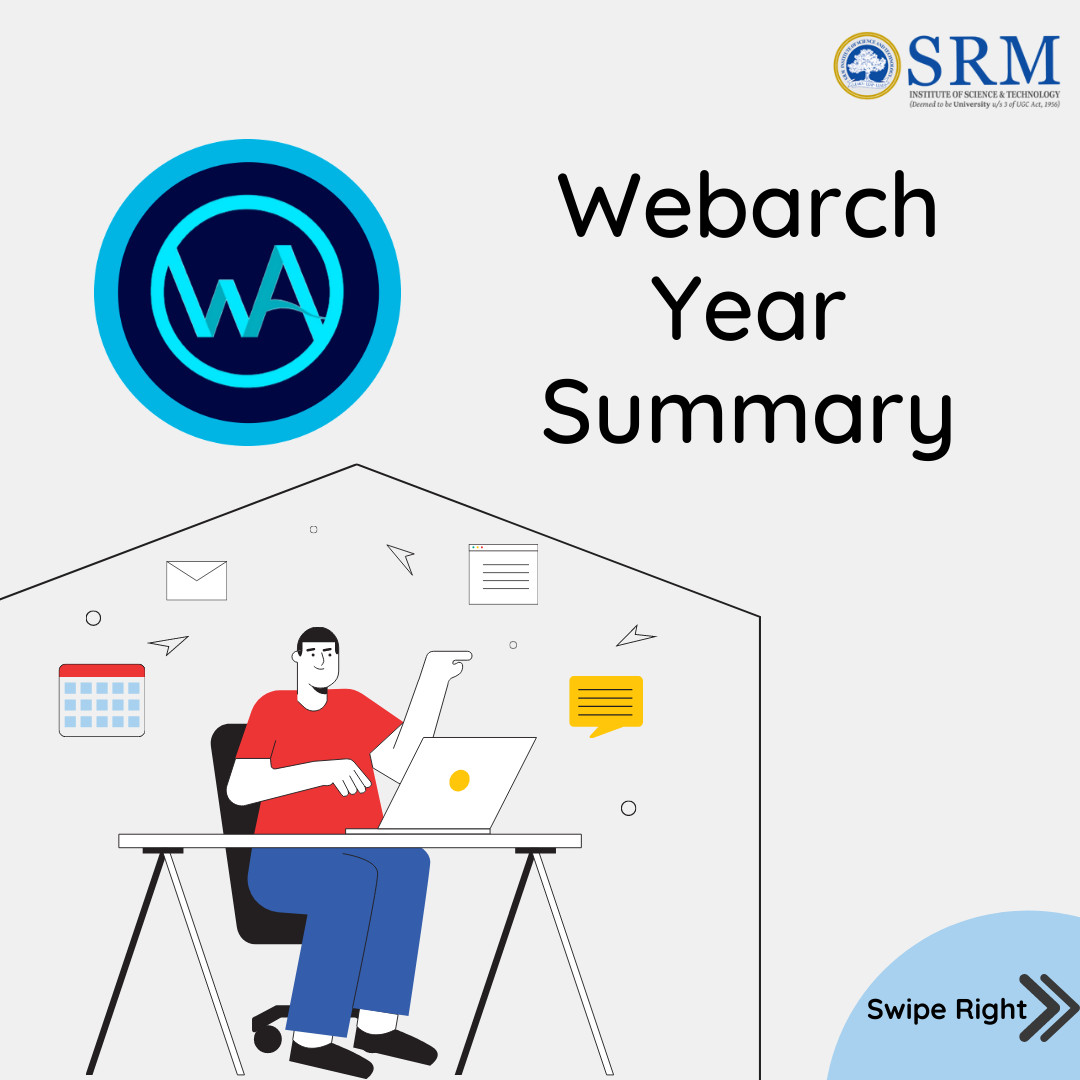 SRM
INSTITUTE OF SCIENCE & TECHNOLOGY
(Deemed to be University u/s 3 of UGC Act, 1956)
WA
Webarch
Year
Summary
Swipe Right